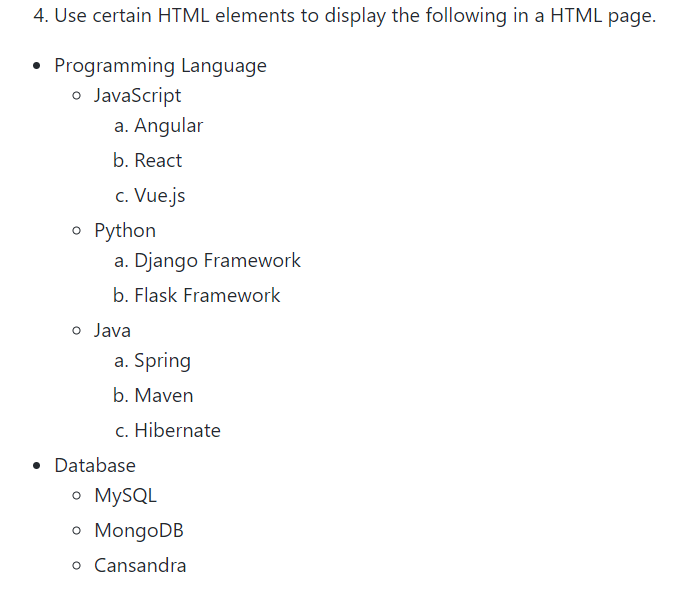 4. Use certain HTML elements to display the following in a HTML page.
• Programming Language
◦ JavaScript
a. Angular
b. React
c. Vue.js
◦ Python
a. Django Framework
b. Flask Framework
◦ Java
a. Spring
b. Maven
c. Hibernate
• Database
◦ MySQL
◦ MongoDB
◦ Cansandra